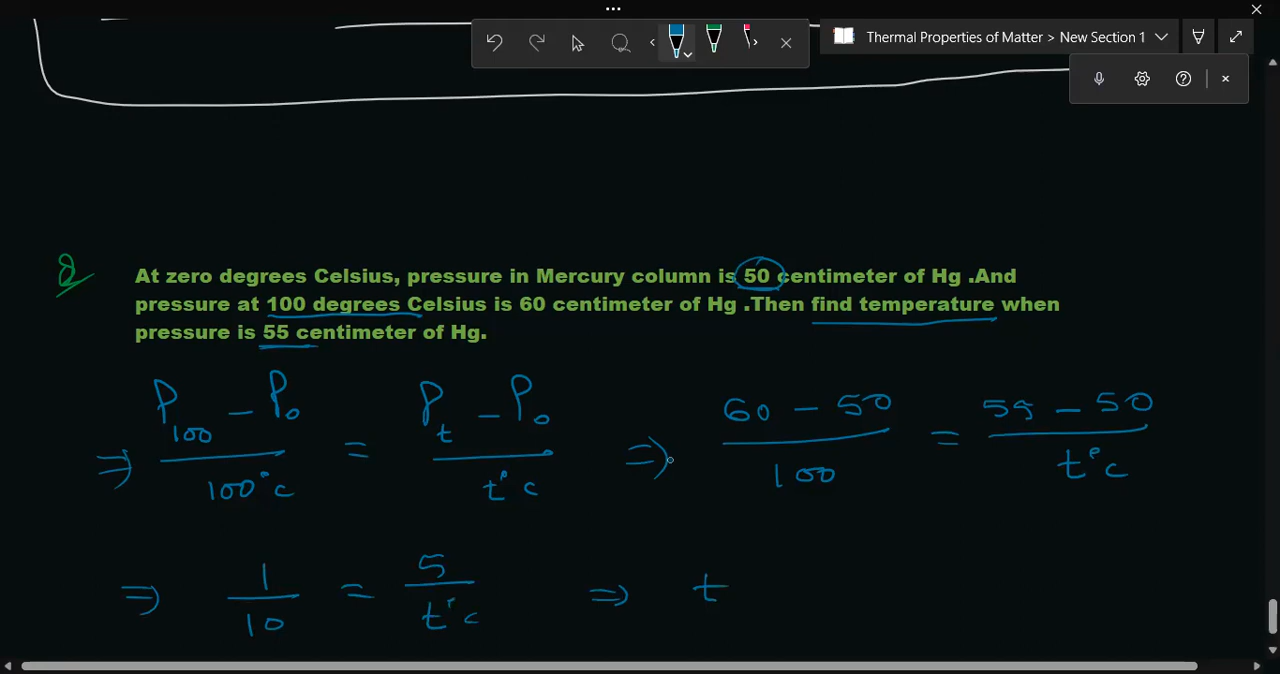 Thermal Properties of Matter > New Section 1
Q At zero degrees Celsius, pressure in Mercury column is 50 centimeter of Hg .And
pressure at 100 degrees Celsius is 60 centimeter of Hg .Then find temperature when
pressure is 55 centimeter of Hg.
⇒ (P₁₀₀ − P₀)/(100°C) = (P_t − P₀)/(t°C) ⇒ (60 − 50)/(100) = (55 − 50)/(t°C)
⇒ 1/10 = 5/(t°C) ⇒ t